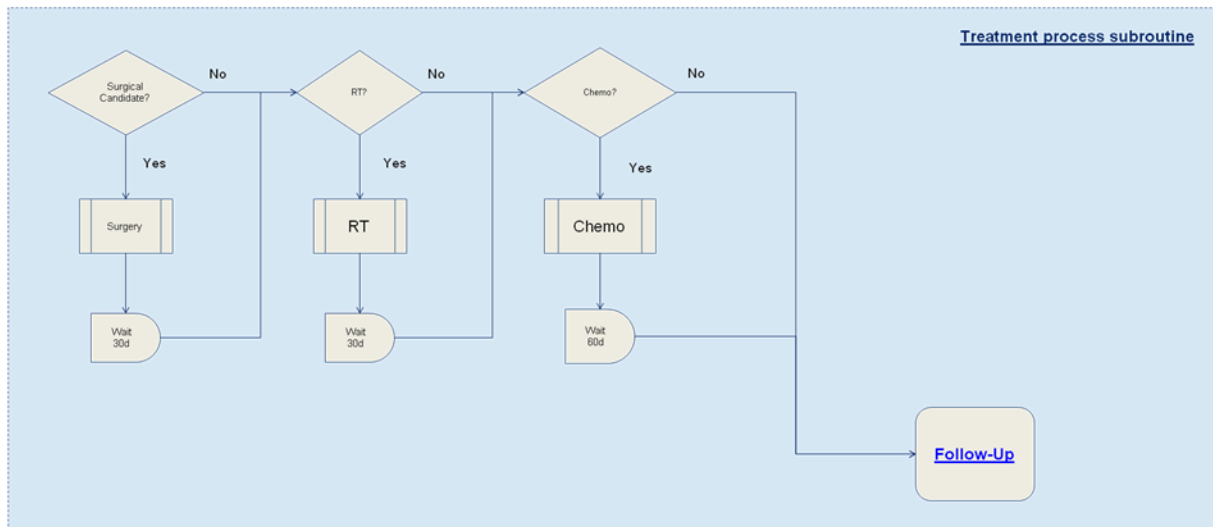 Treatment process subroutine
Surgical
Candidate?
No
RT?
No
Chemo?
No
Yes
Yes
Yes
Surgery
RT
Chemo
Wait
30d
Wait
30d
Wait
60d
Follow-Up